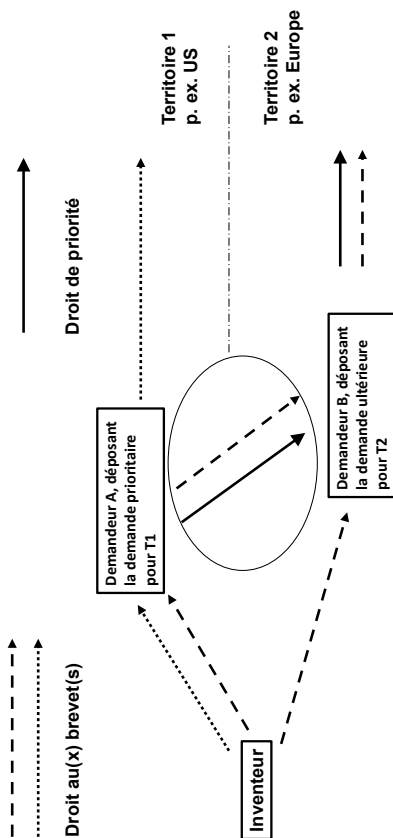 Droit au(x) brevet(s)
Droit de priorité
Inventeur
Demandeur A, déposant
la demande prioritaire
pour T1
Territoire 1
p. ex. US
Demandeur B, déposant
la demande ultérieure
pour T2
Territoire 2
p. ex. Europe